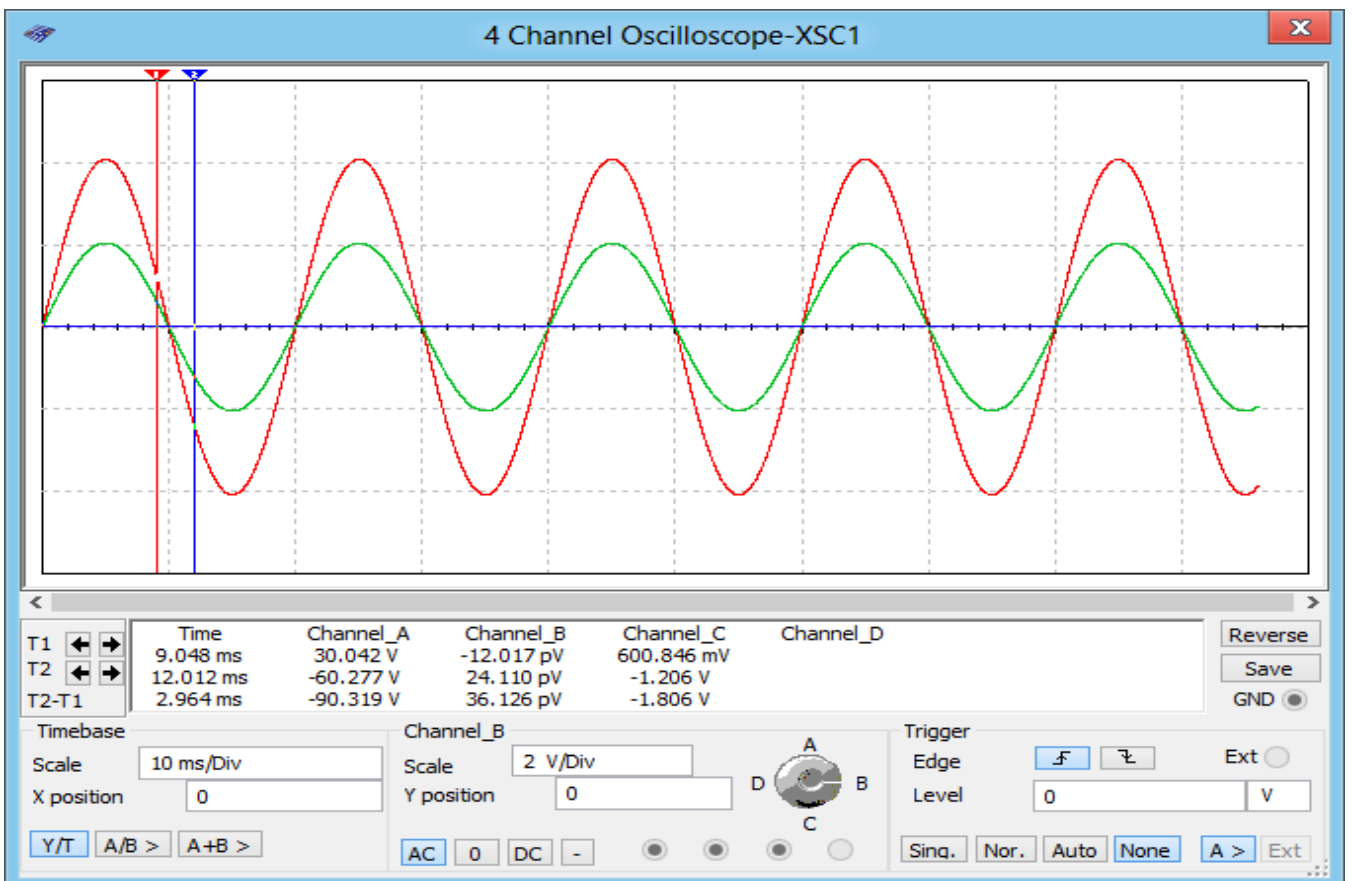 4 Channel Oscilloscope-XSC1
x
1 2
< >
Time Channel_A Channel_B Channel_C Channel_D
T1 9.048 ms 30.042 V -12.017 pV 600.846 mV
T2 12.012 ms -60.277 V 24.110 pV -1.206 V
T2-T1 2.964 ms -90.319 V 36.126 pV -1.806 V
Reverse
Save
GND
Timebase
Scale 10 ms/Div
X position 0
Y/T A/B > A+B >
Channel_B
Scale 2 V/Div
Y position 0
AC 0 DC -
A
D B
C
Trigger
Edge Ext
Level 0 V
Sing. Nor. Auto None A > Ext